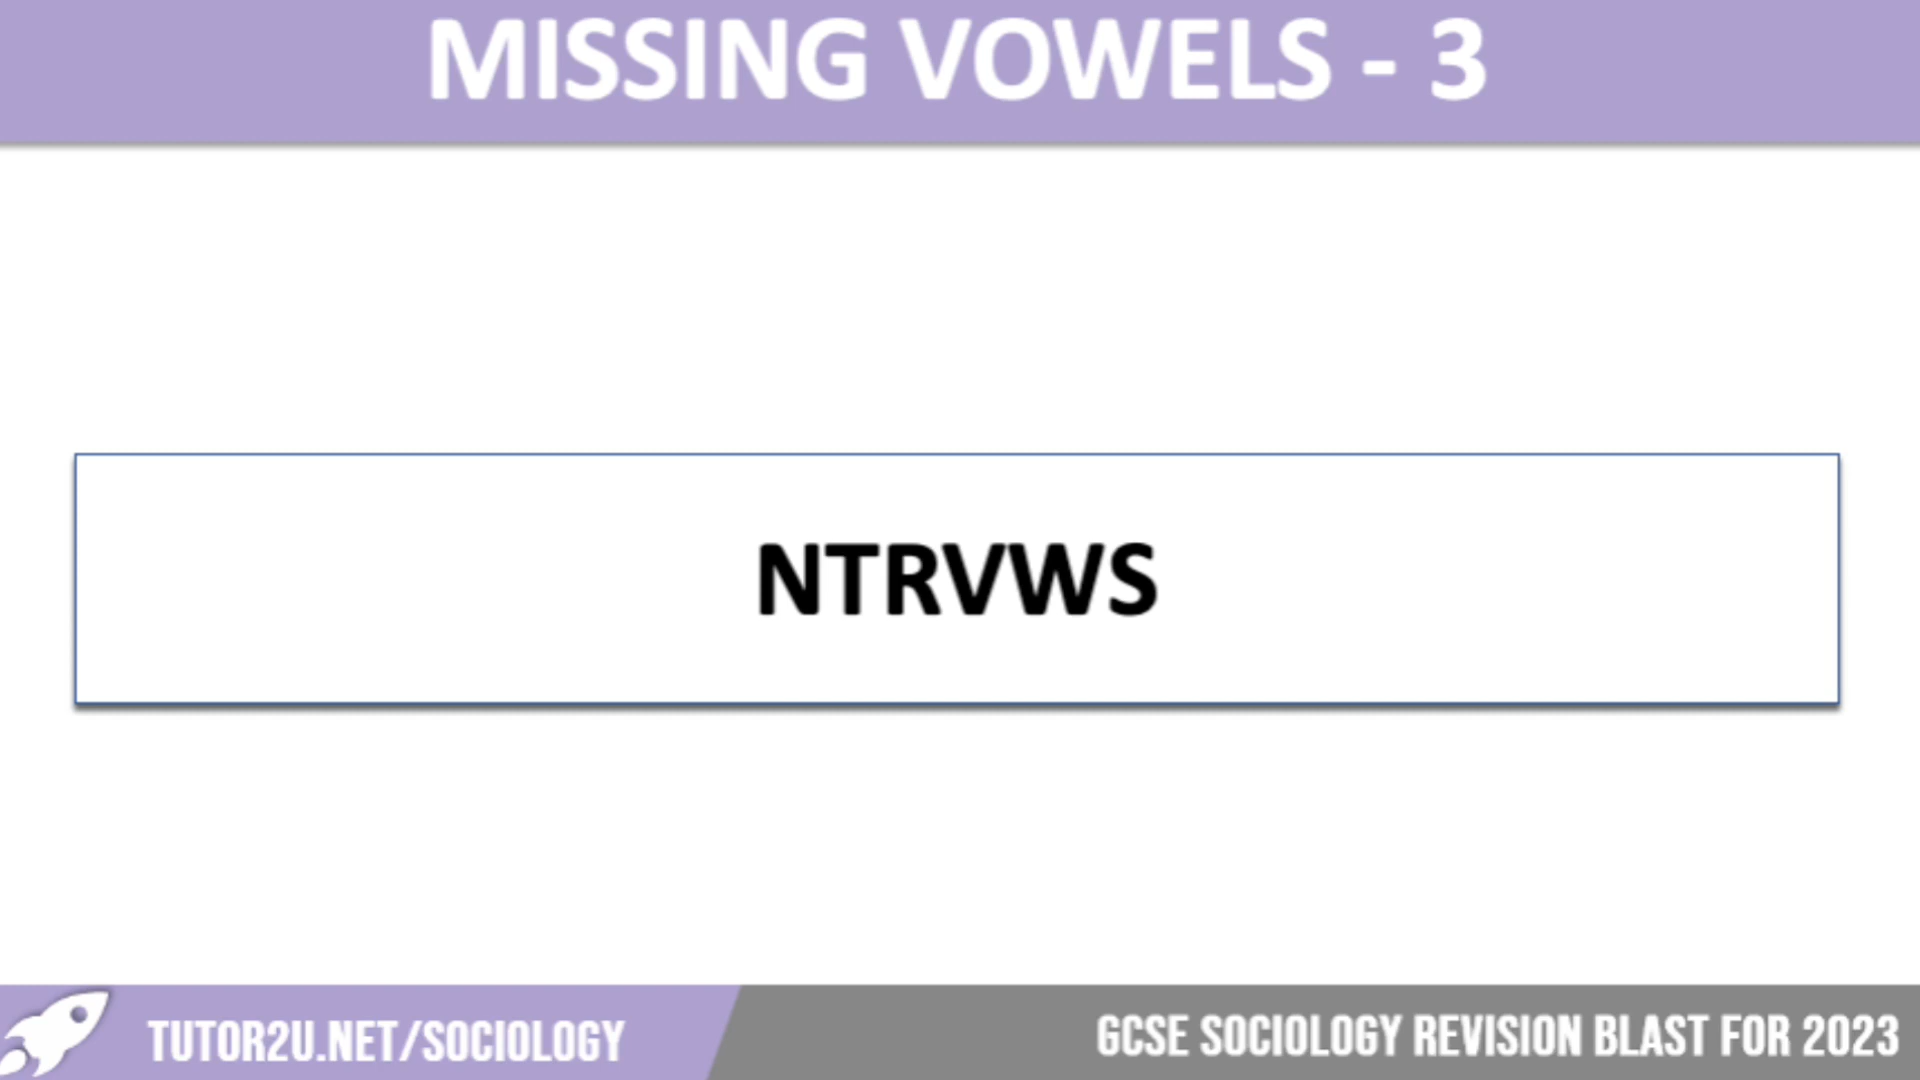 MISSING VOWELS - 3
NTRVWS
TUTOR2U.NET/SOCIOLOGY
GCSE SOCIOLOGY REVISION BLAST FOR 2023